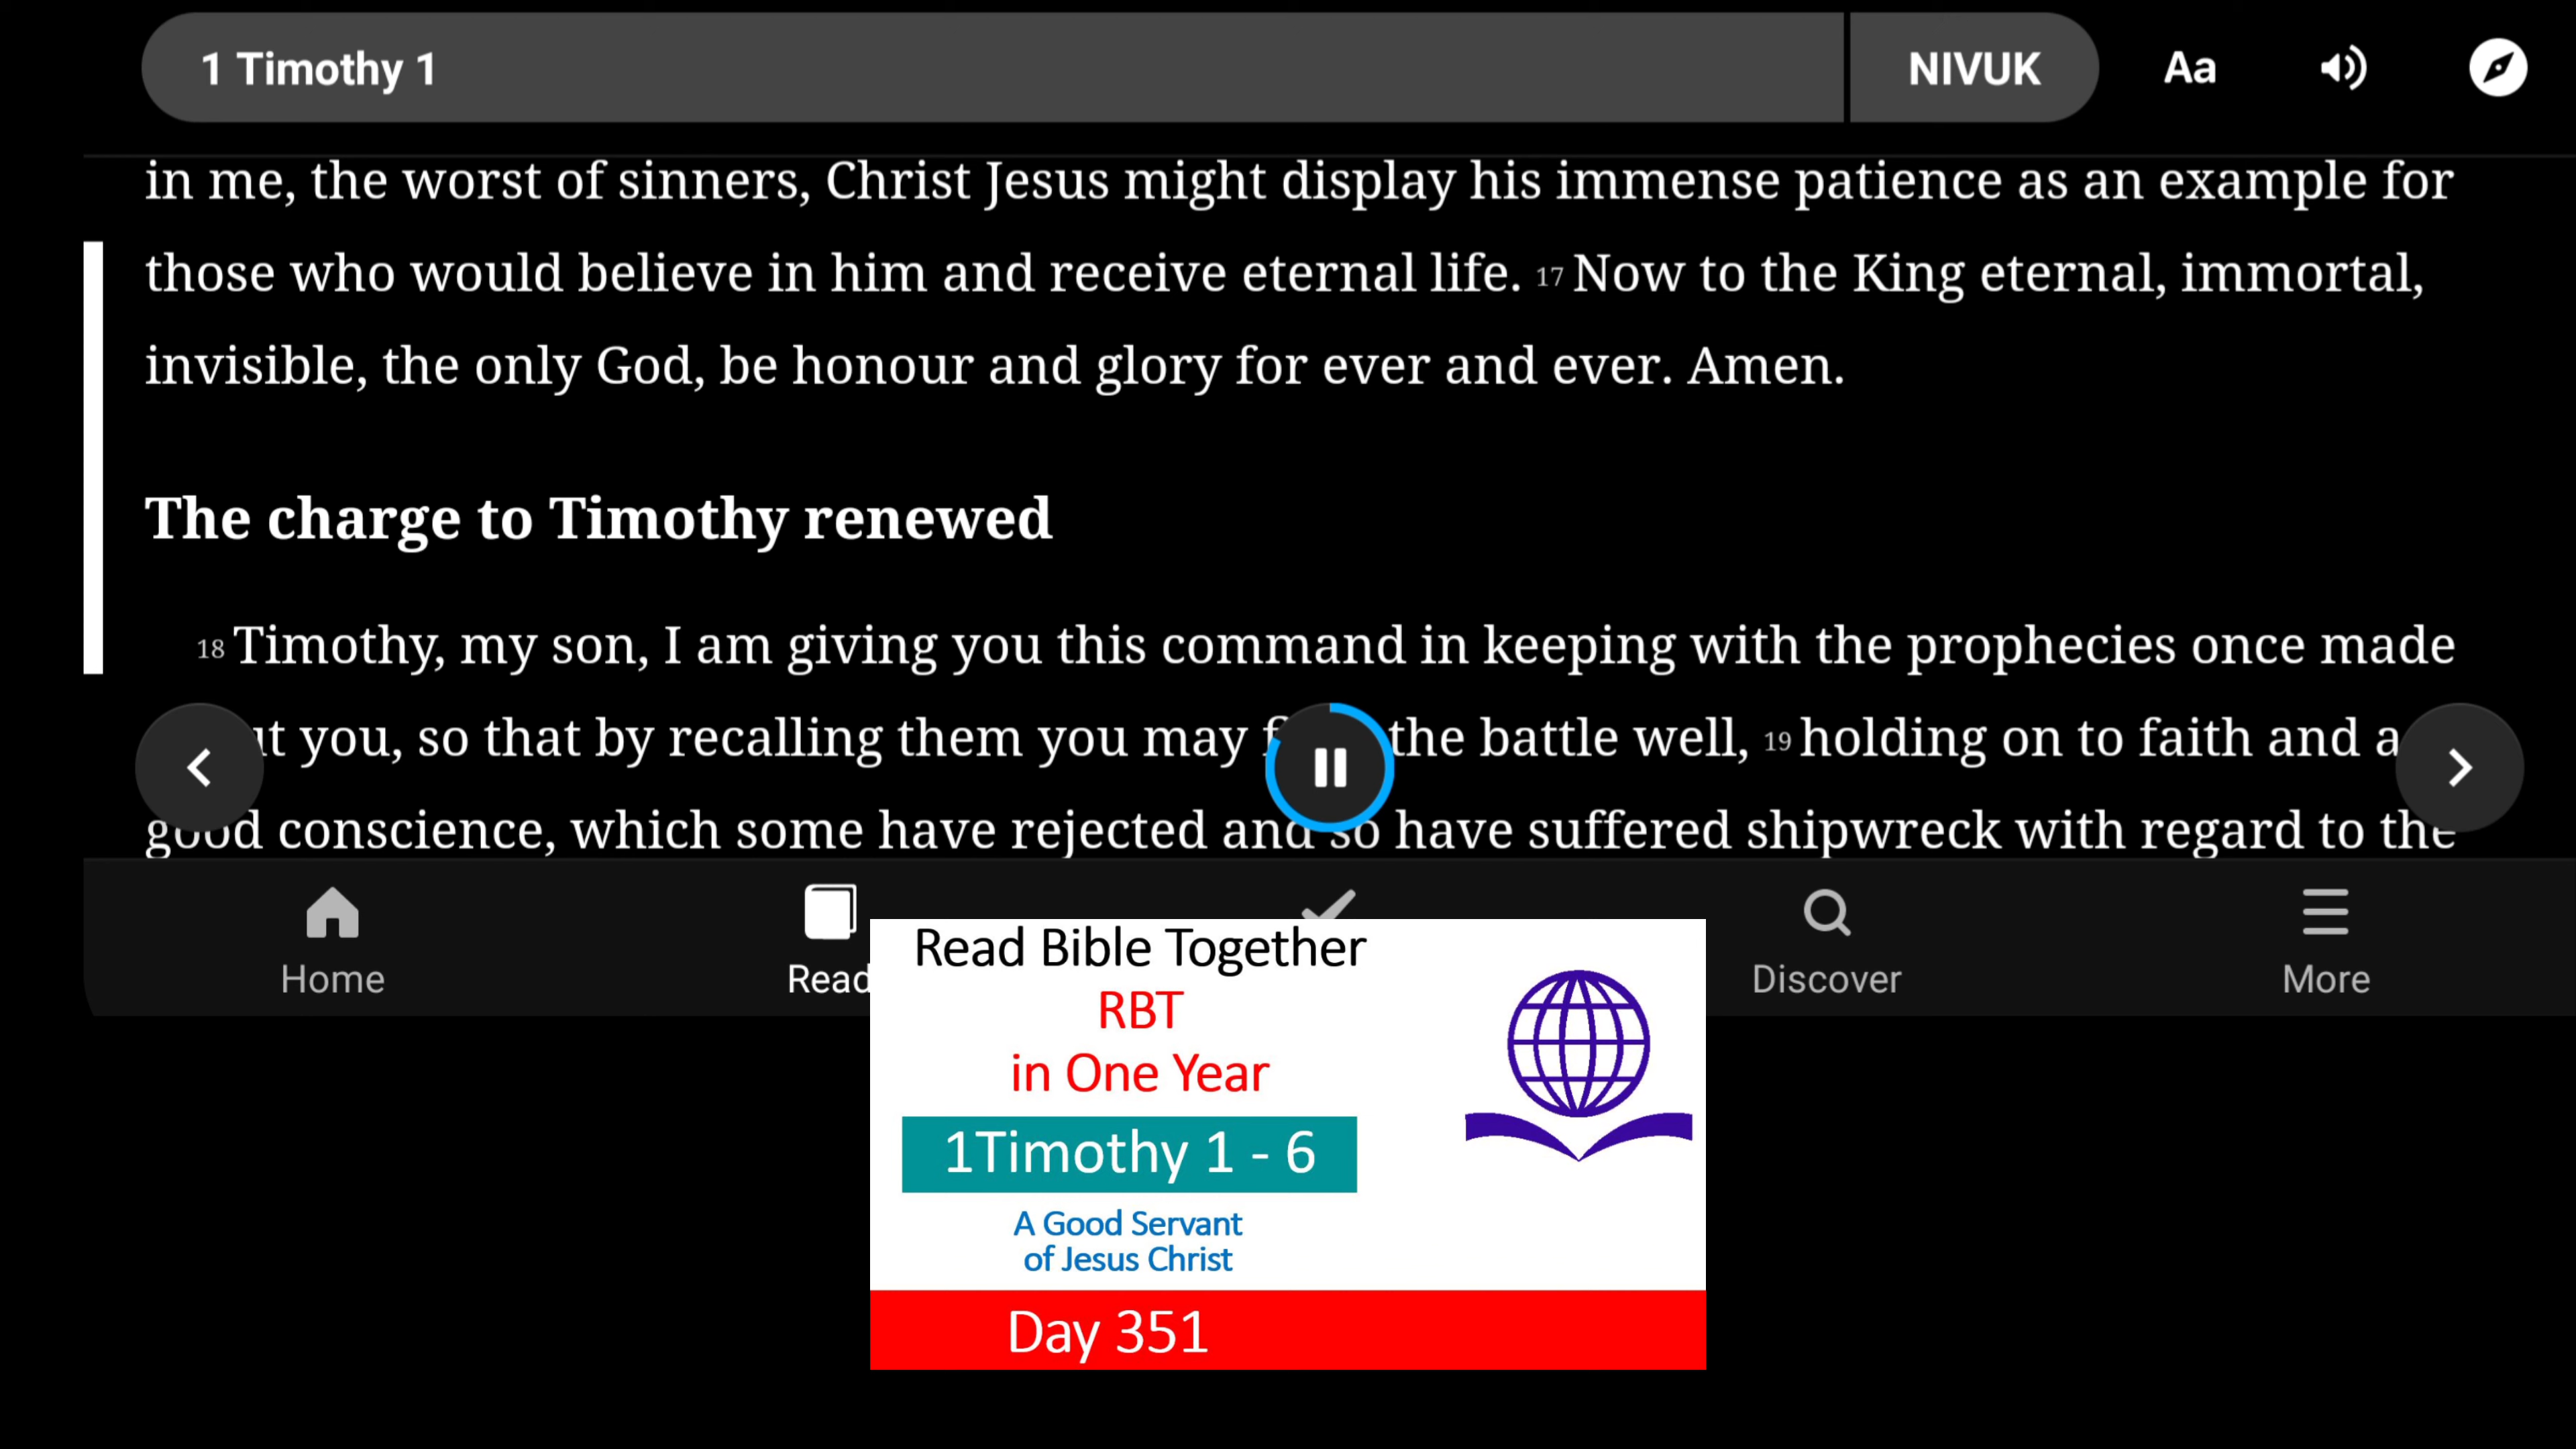 1 Timothy 1
NIVUK
Aa
in me, the worst of sinners, Christ Jesus might display his immense patience as an example for
those who would believe in him and receive eternal life. 17 Now to the King eternal, immortal,
invisible, the only God, be honour and glory for ever and ever. Amen.
The charge to Timothy renewed
18 Timothy, my son, I am giving you this command in keeping with the prophecies once made
you, so that by recalling them you may the battle well, 19 holding on to faith and a
good conscience, which some have rejected and so have suffered shipwreck with regard to the
Home
Read
Discover
More
Read Bible Together
RBT
in One Year
1Timothy 1 - 6
A Good Servant
of Jesus Christ
Day 351